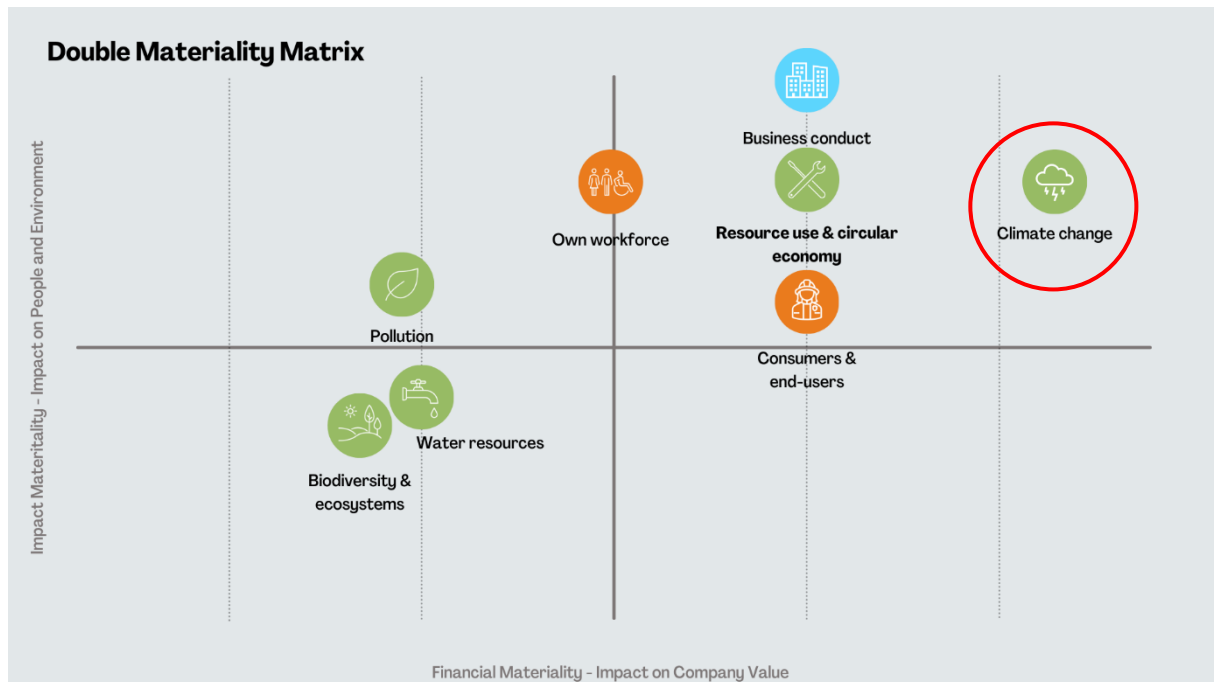 Double Materiality Matrix
Impact Materitality - Impact on People and Environment
Business conduct
Own workforce
Resource use & circular
economy
Climate change
Pollution
Consumers &
end-users
Water resources
Biodiversity &
ecosystems
Financial Materiality - Impact on Company Value